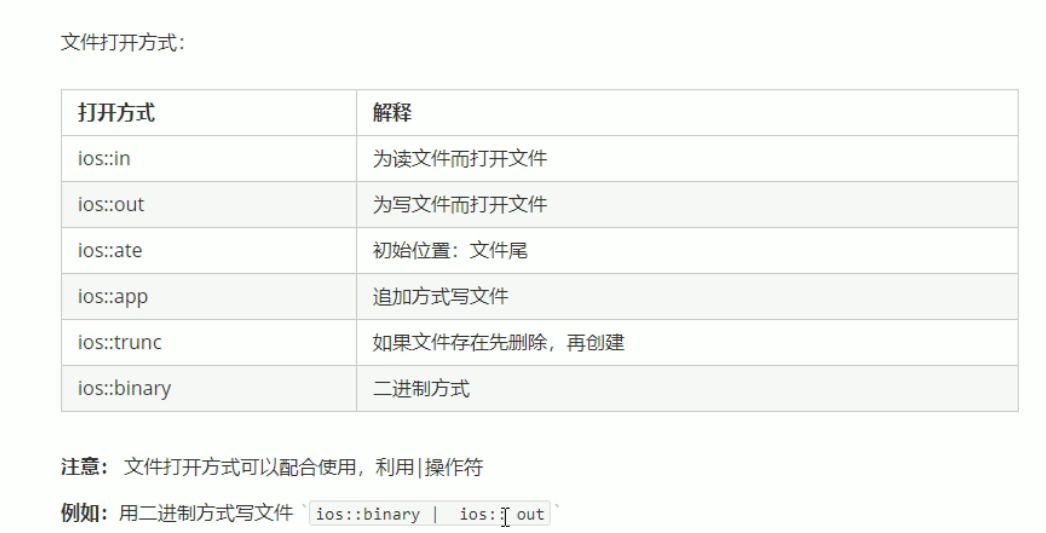 文件打开方式：
打开方式 解释
ios::in 为读文件而打开文件
ios::out 为写文件而打开文件
ios::ate 初始位置：文件尾
ios::app 追加方式写文件
ios::trunc 如果文件存在先删除，再创建
ios::binary 二进制方式
注意： 文件打开方式可以配合使用，利用|操作符
例如：用二进制方式写文件 `ios::binary | ios:: out`